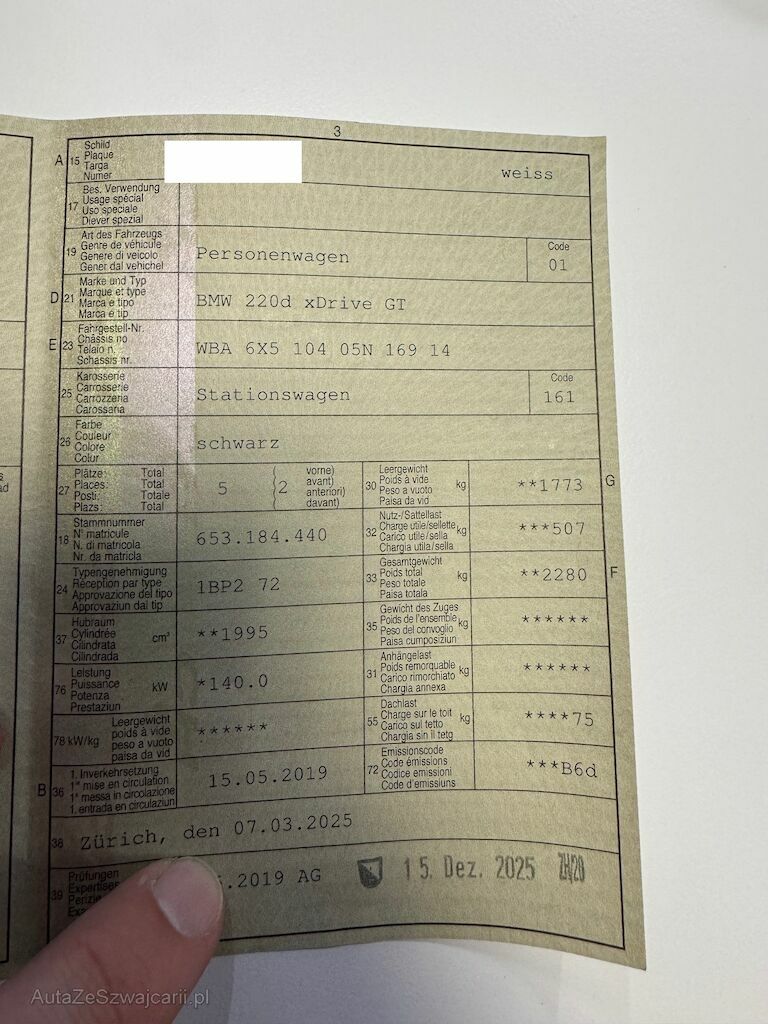 3
A 15 Schild
Plaque
Targa
Numer
weiss
17 Bes. Verwendung
Usage spécial
Uso speciale
Diever spezial
19 Art des Fahrzeugs
Genre de véhicule
Genere di veicolo
Gener dal vehichel
Personenwagen
Code
01
D 21 Marke und Typ
Marque et type
Marca e tipo
Marca e tip
BMW 220d xDrive GT
E 23 Fahrgestell-Nr.
Châssis no
Telaio n.
Schassis nr.
WBA 6X5 104 05N 169 14
25 Karosserie
Carrosserie
Carrozzeria
Carossaria
Stationswagen
Code
161
26 Farbe
Couleur
Colore
Colur
schwarz
27 Plätze: Total
Places: Total
Posti: Totale
Plazs: Total
5
2
vorne)
avant)
anteriori)
davant)
30 Leergewicht
Poids à vide
Peso a vuoto
Paisa da vid
kg
**1773
G
18 Stammnummer
N° matricule
N. di matricola
Nr. da matricla
653.184.440
32 Nutz-/Sattellast
Charge utile/sellette
Carico utile/sella
Chargia utila/sella
kg
***507
24 Typengenehmigung
Réception par type
Approvazione del tipo
Approvaziun dal tip
1BP2 72
33 Gesamtgewicht
Poids total
Peso totale
Paisa totala
kg
**2280
F
37 Hubraum
Cylindrée
Cilindrata
Cilindrada
cm³
**1995
35 Gewicht des Zuges
Poids de l'ensemble
Peso del convoglio
Paisa cumposiziun
kg
******
76 Leistung
Puissance
Potenza
Prestaziun
kW
*140.0
31 Anhängelast
Poids remorquable
Carico rimorchiato
Chargia annexa
kg
******
78 kW/kg
Leergewicht
poids à vide
peso a vuoto
paisa da vid
******
55 Dachlast
Charge sur le toit
Carico sul tetto
Chargia sin il tetg
kg
****75
B 36 1. Inverkehrsetzung
1re mise en circulation
1a messa in circolazione
1. entrada en circulaziun
15.05.2019
72 Emissionscode
Code émissions
Codice emissioni
Code d'emissiuns
***B6d
38 Zürich, den 07.03.2025
39 Prüfungen
.2019 AG
15. Dez. 2025
ZH/20
AutaZeSzwajcarii.pl